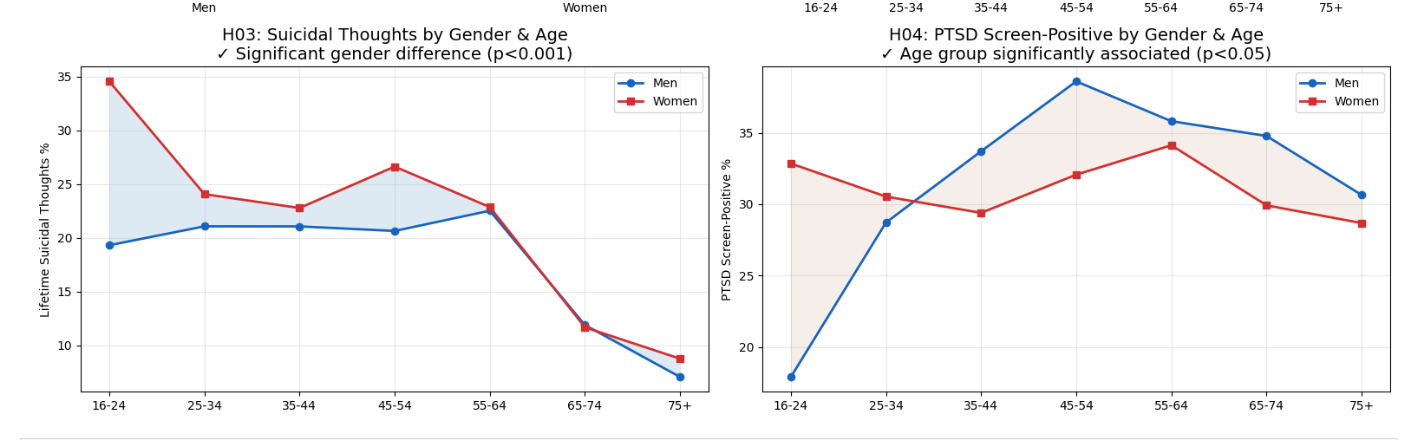 Men Women
16-24 25-34 35-44 45-54 55-64 65-74 75+
H03: Suicidal Thoughts by Gender & Age
✓ Significant gender difference (p<0.001)
Lifetime Suicidal Thoughts %
35
30
25
20
15
10
Men
Women
16-24 25-34 35-44 45-54 55-64 65-74 75+
H04: PTSD Screen-Positive by Gender & Age
✓ Age group significantly associated (p<0.05)
PTSD Screen-Positive %
35
30
25
20
Men
Women
16-24 25-34 35-44 45-54 55-64 65-74 75+